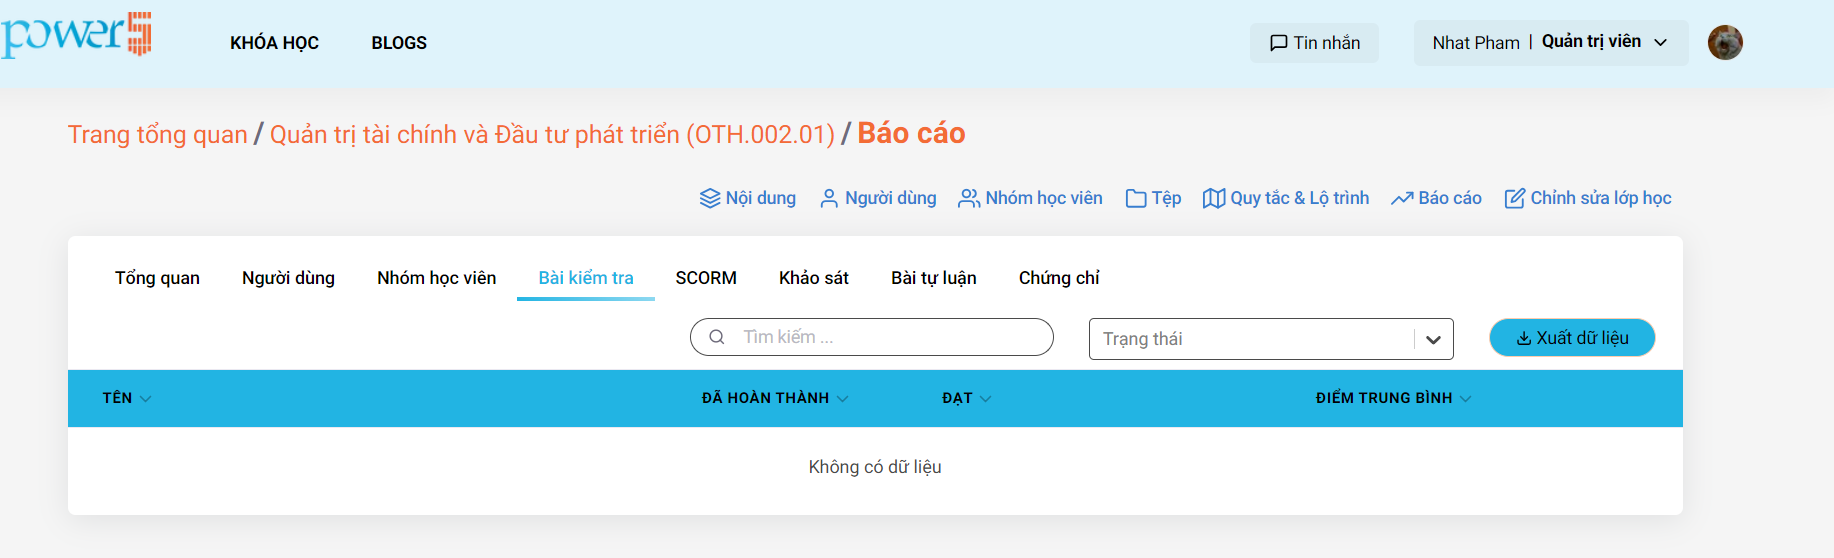 power5
KHÓA HỌC BLOGS Tin nhắn Nhat Pham | Quản trị viên
Trang tổng quan / Quản trị tài chính và Đầu tư phát triển (OTH.002.01) / Báo cáo
Nội dung Người dùng Nhóm học viên Tệp Quy tắc & Lộ trình Báo cáo Chỉnh sửa lớp học
Tổng quan Người dùng Nhóm học viên Bài kiểm tra SCORM Khảo sát Bài tự luận Chứng chỉ
Tìm kiếm ... Trạng thái Xuất dữ liệu
TÊN ĐÃ HOÀN THÀNH ĐẠT ĐIỂM TRUNG BÌNH
Không có dữ liệu